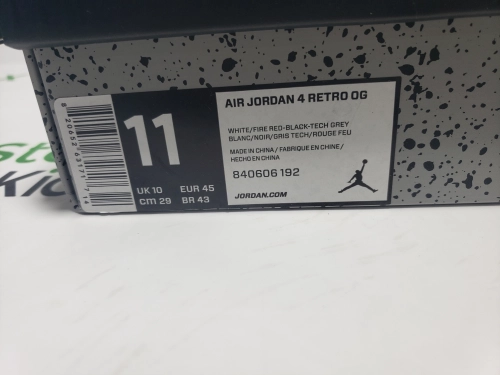 AIR JORDAN 4 RETRO OG
WHITE/FIRE RED-BLACK-TECH GREY
BLANC/NOIR/GRIS TECH/ROUGE FEU
MADE IN CHINA / FABRIQUE EN CHINE /
HECHO EN CHINA
840606 192
JORDAN.COM
11
UK 10 EUR 45
CM 29 BR 43